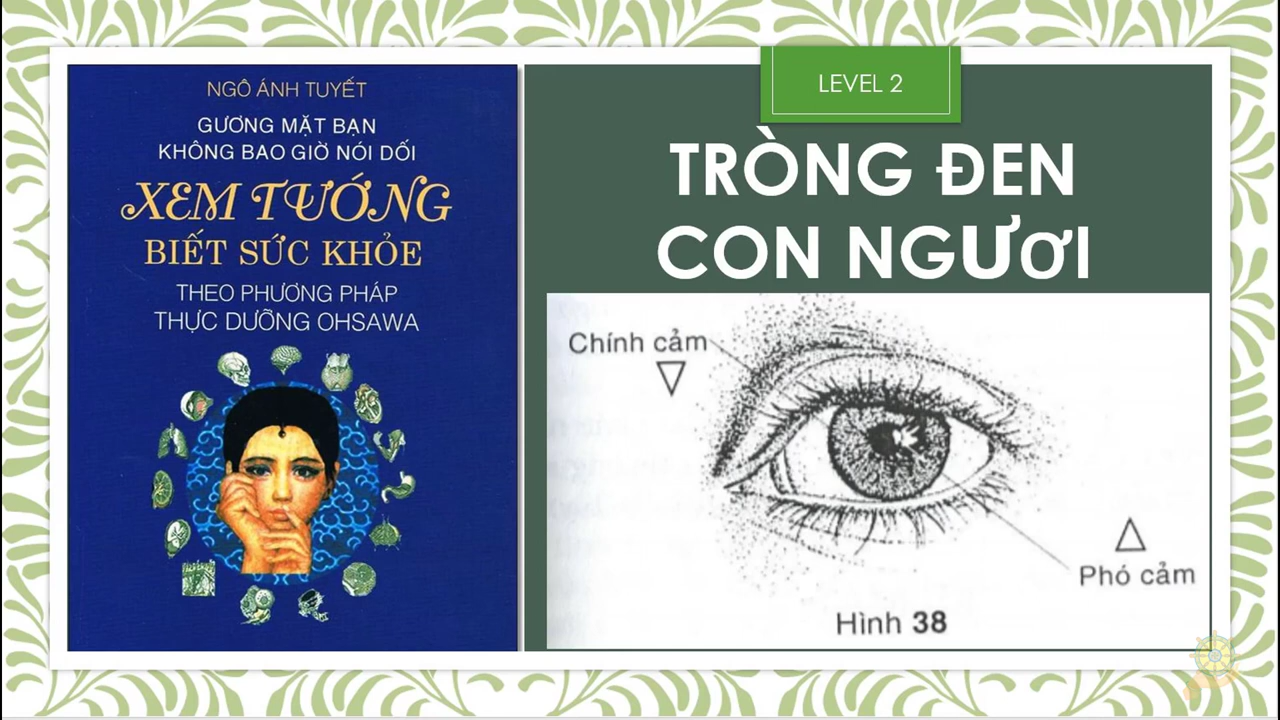 NGÔ ÁNH TUYẾT
GƯƠNG MẶT BẠN
KHÔNG BAO GIỜ NÓI DỐI
XEM TƯỚNG
BIẾT SỨC KHỎE
THEO PHƯƠNG PHÁP
THỰC DƯỠNG OHSAWA
LEVEL 2
TRÒNG ĐEN
CON NGƯƠI
Chính cảm
Phó cảm
Hình 38